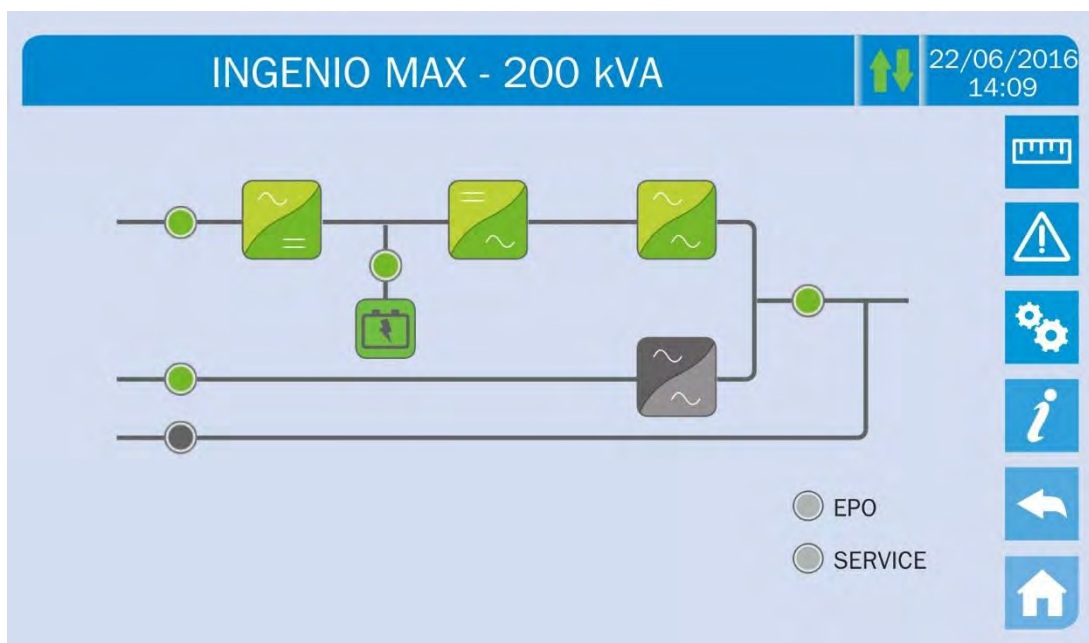 INGENIO MAX - 200 kVA
22/06/2016
14:09
EPO
SERVICE